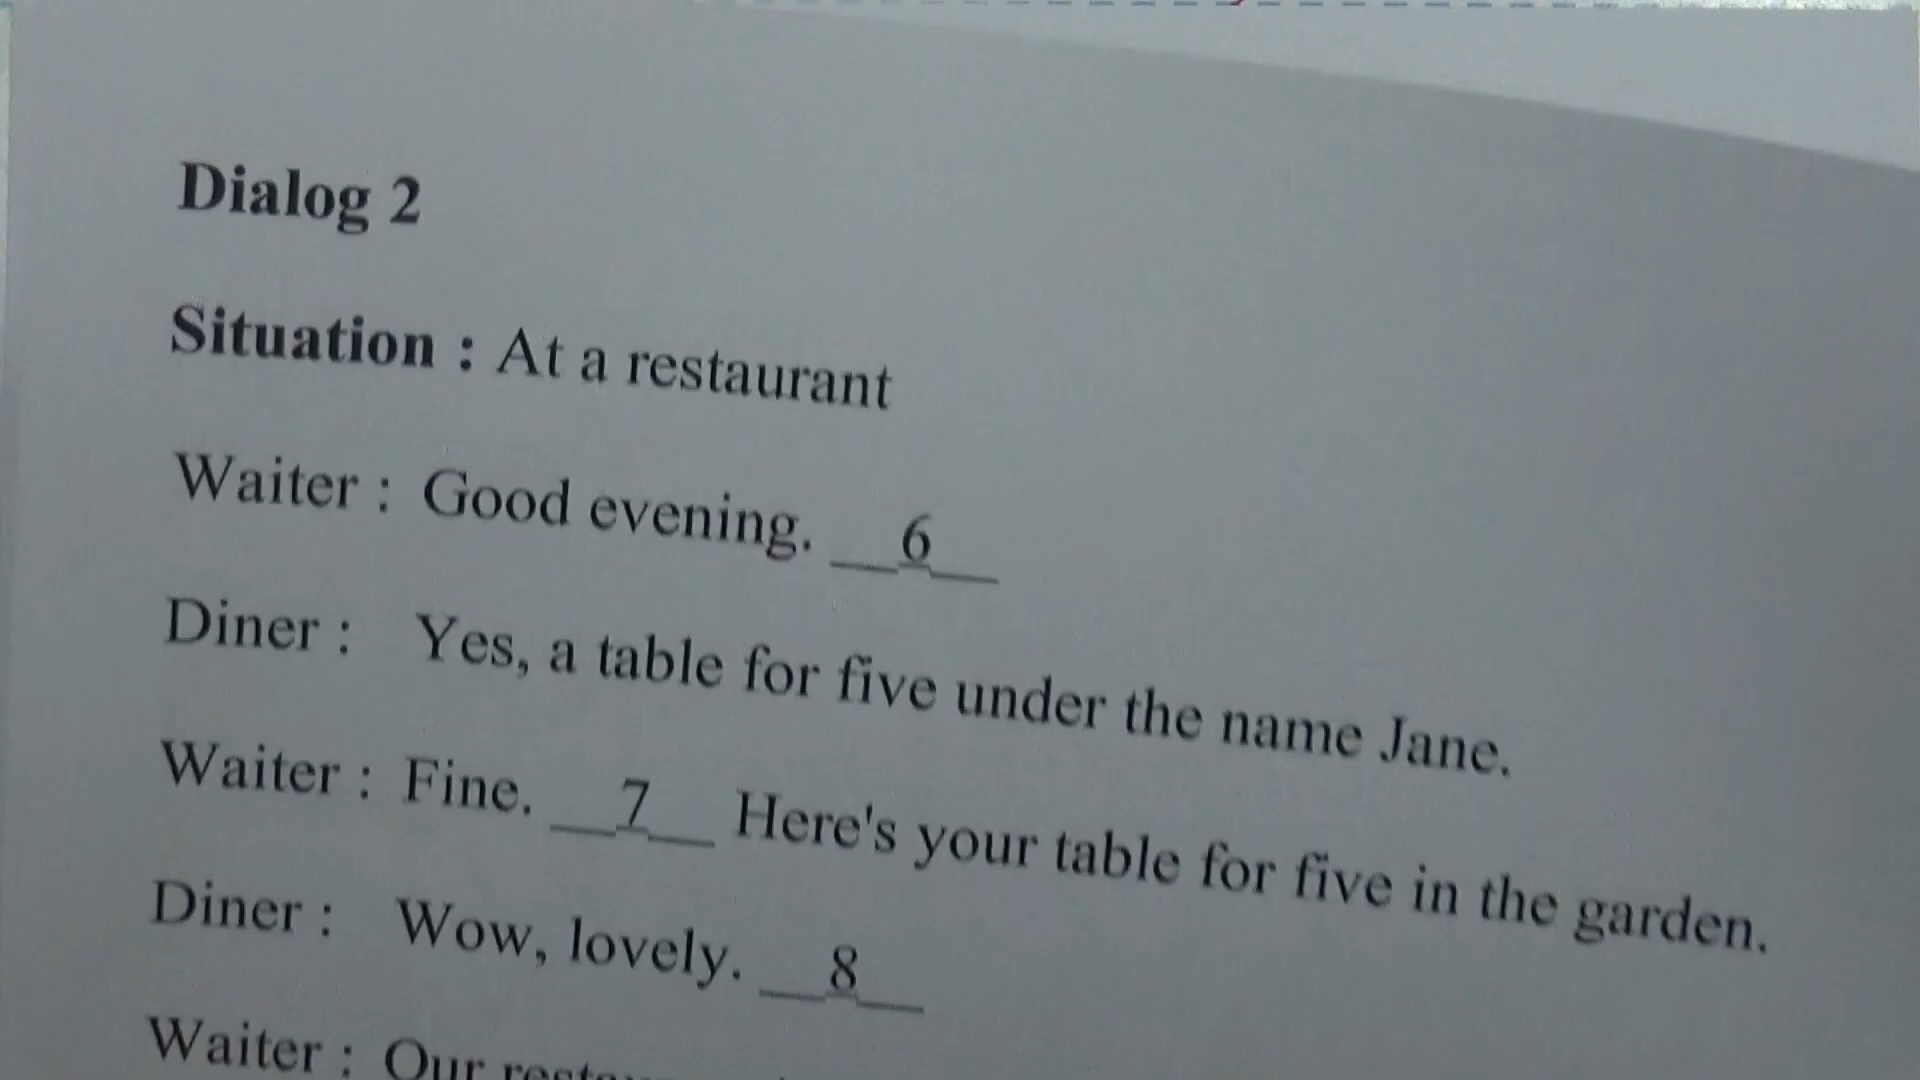 Dialog 2
Situation : At a restaurant
Waiter : Good evening. __6__
Diner : Yes, a table for five under the name Jane.
Waiter : Fine. __7__ Here's your table for five in the garden.
Diner : Wow, lovely. __8__
Waiter : Our